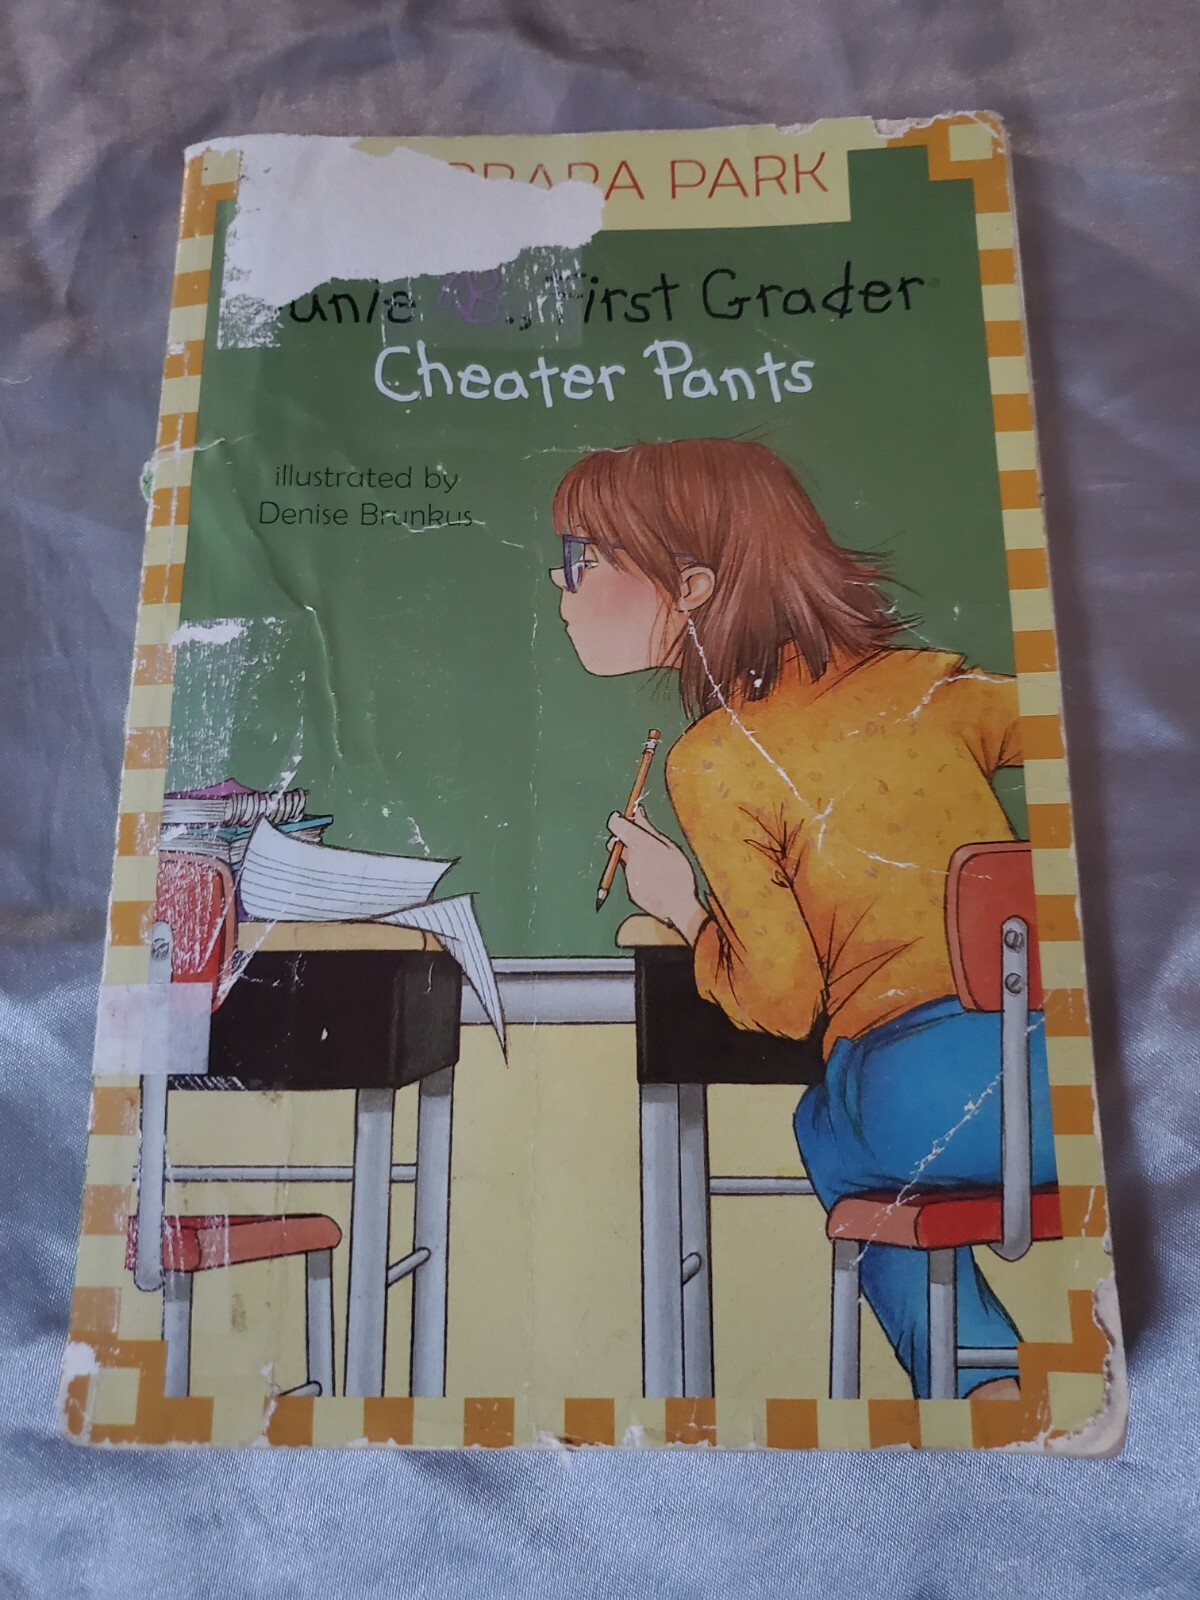 PARK
B., First Grader
Cheater Pants
illustrated by
Denise Brunkus